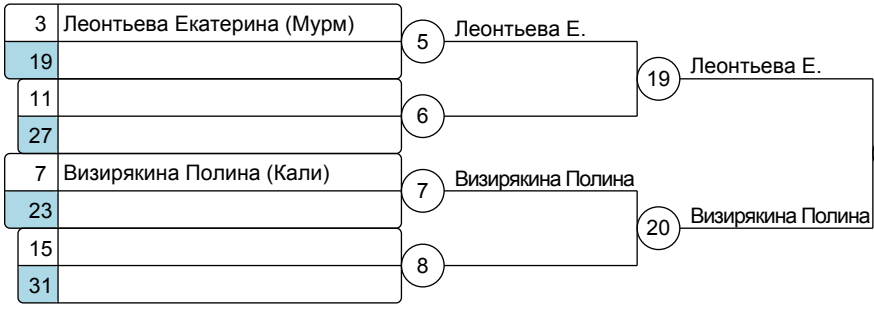 3 Леонтьева Екатерина (Мурм)
19
5
Леонтьева Е.
11
27
6
19
Леонтьева Е.
7 Визирякина Полина (Кали)
23
7
Визирякина Полина
15
31
8
20
Визирякина Полина